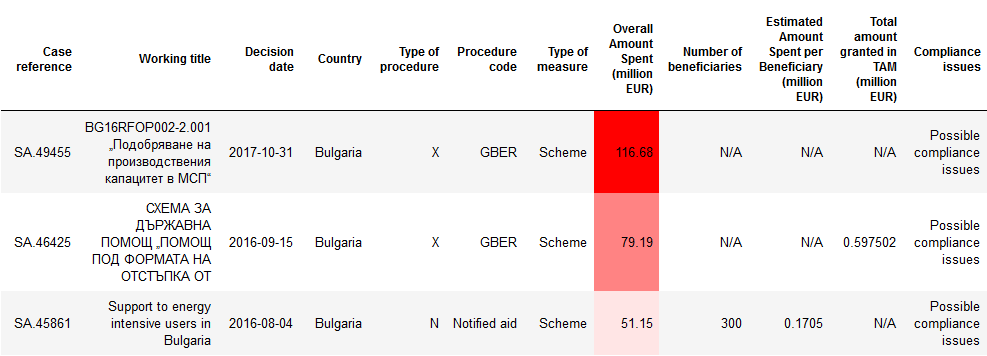 Case reference
Working title
Decision date
Country
Type of procedure
Procedure code
Type of measure
Overall Amount Spent (million EUR)
Number of beneficiaries
Estimated Amount Spent per Beneficiary (million EUR)
Total amount granted in TAM (million EUR)
Compliance issues
SA.49455
BG16RFOP002-2.001
„Подобряване на
производствения
капацитет в МСП“
2017-10-31
Bulgaria
X
GBER
Scheme
116.68
N/A
N/A
N/A
Possible
compliance
issues
SA.46425
СХЕМА ЗА
ДЪРЖАВНА
ПОМОЩ „ПОМОЩ
ПОД ФОРМАТА НА
ОТСТЪПКА ОТ
2016-09-15
Bulgaria
X
GBER
Scheme
79.19
N/A
N/A
0.597502
Possible
compliance
issues
SA.45861
Support to energy
intensive users in
Bulgaria
2016-08-04
Bulgaria
N
Notified aid
Scheme
51.15
300
0.1705
N/A
Possible
compliance
issues